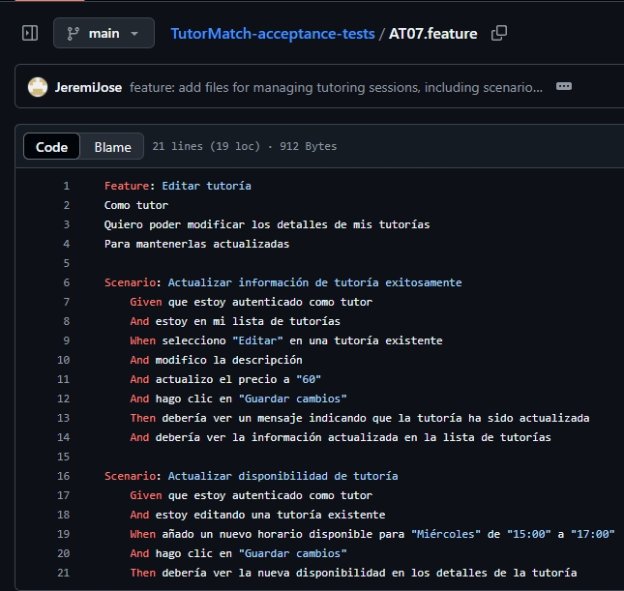 main
TutorMatch-acceptance-tests / AT07.feature
JeremiJose feature: add files for managing tutoring sessions, including scenario...
Code Blame 21 lines (19 loc) · 912 Bytes
1 Feature: Editar tutoría
2 Como tutor
3 Quiero poder modificar los detalles de mis tutorías
4 Para mantenerlas actualizadas
5
6 Scenario: Actualizar información de tutoría exitosamente
7 Given que estoy autenticado como tutor
8 And estoy en mi lista de tutorías
9 When selecciono "Editar" en una tutoría existente
10 And modifico la descripción
11 And actualizo el precio a "60"
12 And hago clic en "Guardar cambios"
13 Then debería ver un mensaje indicando que la tutoría ha sido actualizada
14 And debería ver la información actualizada en la lista de tutorías
15
16 Scenario: Actualizar disponibilidad de tutoría
17 Given que estoy autenticado como tutor
18 And estoy editando una tutoría existente
19 When añado un nuevo horario disponible para "Miércoles" de "15:00" a "17:00"
20 And hago clic en "Guardar cambios"
21 Then debería ver la nueva disponibilidad en los detalles de la tutoría